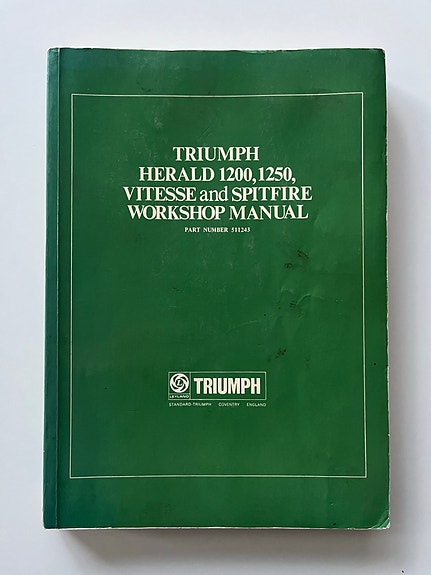 TRIUMPH
HERALD 1200, 1250,
VITESSE and SPITFIRE
WORKSHOP MANUAL
PART NUMBER 511243
LEYLAND
TRIUMPH
STANDARD-TRIUMPH COVENTRY ENGLAND